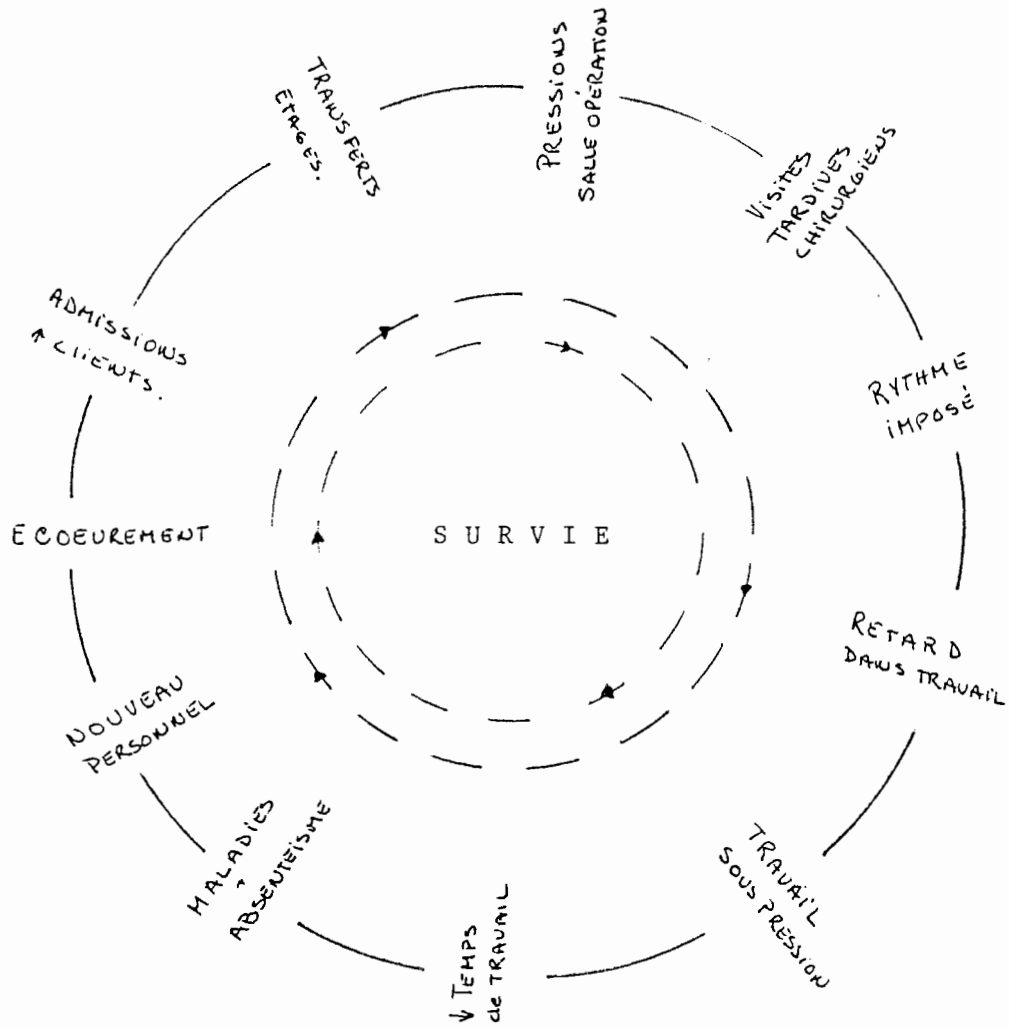 PRESSIONS
SALLE OPÉRATION
VISITES
TARDIVES
CHIRURGIENS
RYTHME
IMPOSÉ
RETARD
DANS TRAVAIL
TRAVAIL
SOUS PRESSION
↓ TEMPS
de TRAVAIL
MALADIES
↑
ABSENTEÏSME
NOUVEAU
PERSONNEL
ECOEUREMENT
ADMISSIONS
↑ CLIENTS.
TRANSFERTS
ETAGES.
SURVIE